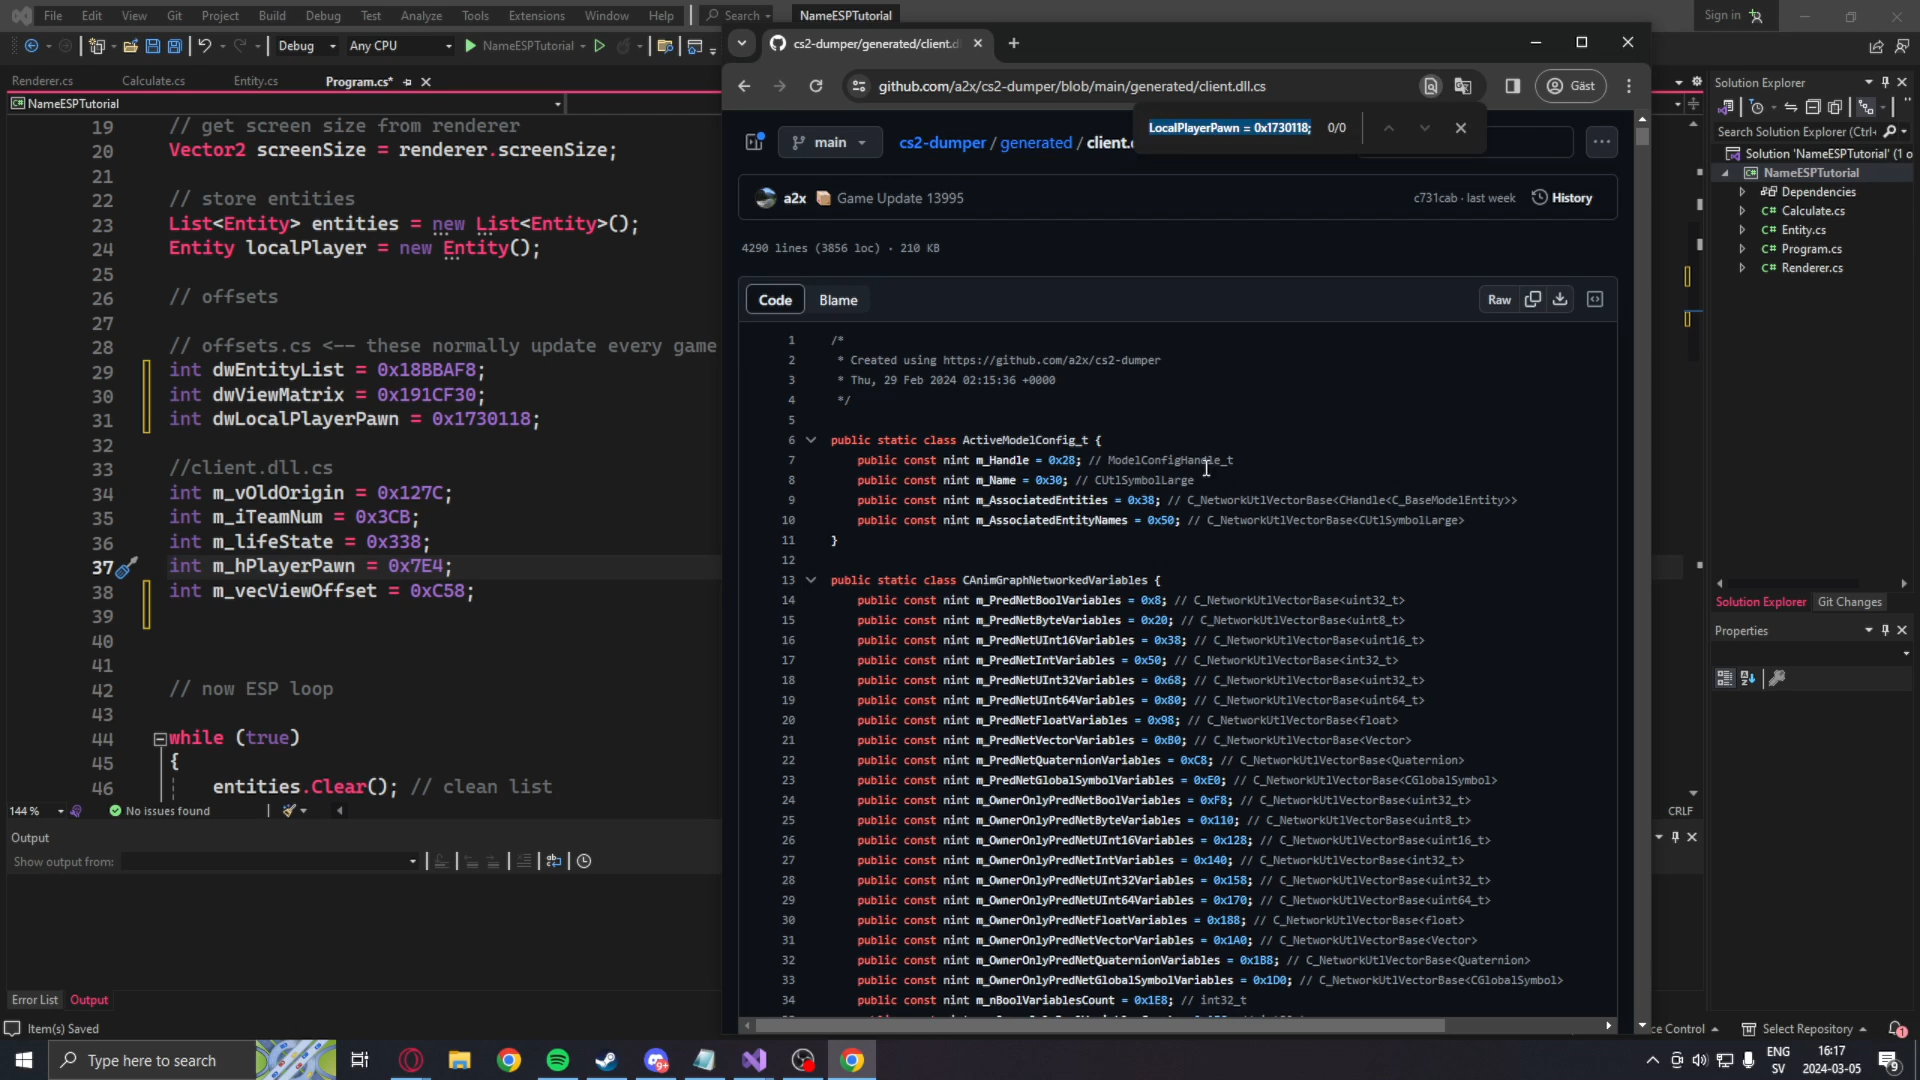 File Edit View Git Project Build Debug Test Analyze Tools Extensions Window Help Search NameESPTutorial Sign in
Debug Any CPU NameESPTutorial
Renderer.cs Calculate.cs Entity.cs Program.cs*
NameESPTutorial
19 // get screen size from renderer
20 Vector2 screenSize = renderer.screenSize;
21
22 // store entities
23 List<Entity> entities = new List<Entity>();
24 Entity localPlayer = new Entity();
25
26 // offsets
27
28 // offsets.cs <-- these normally update every game
29 int dwEntityList = 0x18BBAF8;
30 int dwViewMatrix = 0x191CF30;
31 int dwLocalPlayerPawn = 0x1730118;
32
33 //client.dll.cs
34 int m_vOldOrigin = 0x127C;
35 int m_iTeamNum = 0x3CB;
36 int m_lifeState = 0x338;
37 int m_hPlayerPawn = 0x7E4;
38 int m_vecViewOffset = 0xC58;
39
40
41
42 // now ESP loop
43
44 while (true)
45 {
46 entities.Clear(); // clean list
144 % No issues found
Output
Show output from:
Error List Output
Item(s) Saved
cs2-dumper/generated/client.d
github.com/a2x/cs2-dumper/blob/main/generated/client.dll.cs Gäst
LocalPlayerPawn = 0x1730118; 0/0
main cs2-dumper / generated / client.
a2x Game Update 13995 c731cab · last week History
4290 lines (3856 loc) · 210 KB
Code Blame Raw
1 /*
2 * Created using https://github.com/a2x/cs2-dumper
3 * Thu, 29 Feb 2024 02:15:36 +0000
4 */
5
6 public static class ActiveModelConfig_t {
7 public const nint m_Handle = 0x28; // ModelConfigHandle_t
8 public const nint m_Name = 0x30; // CUtlSymbolLarge
9 public const nint m_AssociatedEntities = 0x38; // C_NetworkUtlVectorBase<CHandle<C_BaseModelEntity>>
10 public const nint m_AssociatedEntityNames = 0x50; // C_NetworkUtlVectorBase<CUtlSymbolLarge>
11 }
12
13 public static class CAnimGraphNetworkedVariables {
14 public const nint m_PredNetBoolVariables = 0x8; // C_NetworkUtlVectorBase<uint32_t>
15 public const nint m_PredNetByteVariables = 0x20; // C_NetworkUtlVectorBase<uint8_t>
16 public const nint m_PredNetUInt16Variables = 0x38; // C_NetworkUtlVectorBase<uint16_t>
17 public const nint m_PredNetIntVariables = 0x50; // C_NetworkUtlVectorBase<int32_t>
18 public const nint m_PredNetUInt32Variables = 0x68; // C_NetworkUtlVectorBase<uint32_t>
19 public const nint m_PredNetUInt64Variables = 0x80; // C_NetworkUtlVectorBase<uint64_t>
20 public const nint m_PredNetFloatVariables = 0x98; // C_NetworkUtlVectorBase<float>
21 public const nint m_PredNetVectorVariables = 0xB0; // C_NetworkUtlVectorBase<Vector>
22 public const nint m_PredNetQuaternionVariables = 0xC8; // C_NetworkUtlVectorBase<Quaternion>
23 public const nint m_PredNetGlobalSymbolVariables = 0xE0; // C_NetworkUtlVectorBase<CGlobalSymbol>
24 public const nint m_OwnerOnlyPredNetBoolVariables = 0xF8; // C_NetworkUtlVectorBase<uint32_t>
25 public const nint m_OwnerOnlyPredNetByteVariables = 0x110; // C_NetworkUtlVectorBase<uint8_t>
26 public const nint m_OwnerOnlyPredNetUInt16Variables = 0x128; // C_NetworkUtlVectorBase<uint16_t>
27 public const nint m_OwnerOnlyPredNetIntVariables = 0x140; // C_NetworkUtlVectorBase<int32_t>
28 public const nint m_OwnerOnlyPredNetUInt32Variables = 0x158; // C_NetworkUtlVectorBase<uint32_t>
29 public const nint m_OwnerOnlyPredNetUInt64Variables = 0x170; // C_NetworkUtlVectorBase<uint64_t>
30 public const nint m_OwnerOnlyPredNetFloatVariables = 0x188; // C_NetworkUtlVectorBase<float>
31 public const nint m_OwnerOnlyPredNetVectorVariables = 0x1A0; // C_NetworkUtlVectorBase<Vector>
32 public const nint m_OwnerOnlyPredNetQuaternionVariables = 0x1B8; // C_NetworkUtlVectorBase<Quaternion>
33 public const nint m_OwnerOnlyPredNetGlobalSymbolVariables = 0x1D0; // C_NetworkUtlVectorBase<CGlobalSymbol>
34 public const nint m_nBoolVariablesCount = 0x1E8; // int32_t
Solution Explorer
Search Solution Explorer (Ctrl+
Solution 'NameESPTutorial' (1 o
NameESPTutorial
Dependencies
Calculate.cs
Entity.cs
Program.cs
Renderer.cs
Solution Explorer Git Changes
Properties
CRLF
ce Control Select Repository 1
Type here to search
9+
ENG
SV
16:17
2024-03-05
9